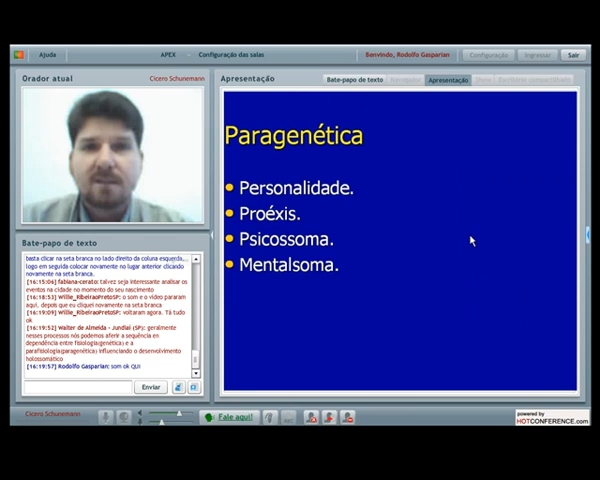 Ajuda
APEX - Configuração das salas
Benvindo, Rodolfo Gasparian
Configuração
Ingressar
Sair
Orador atual
Cicero Schunemann
Apresentação
Bate-papo de texto
Apresentação
Paragenética
Personalidade.
Proéxis.
Psicossoma.
Mentalsoma.
Bate-papo de texto
basta clicar na seta branca no lado direito da coluna esquerda,
logo em seguida colocar novamente no lugar anterior clicando
novamente na seta branca.
[16:15:06] fabiana-cerato: talvez seja interessante analisar os
eventos na cidade no momento do seu nascimento
[16:18:53] Willie_RibeiraoPretoSP: o som e o video pararam
aqui, depois que eu cliquei novamente na seta branca
[16:19:09] Willie_RibeiraoPretoSP: voltaram agora. Tá tudo
ok
[16:19:52] Walter de Almeida - Jundiai (SP): geralmente
nesses processos nós podemos aferir a sequência en
dependência entre fisiologia(genética) e a
parafisiologia(paragenética) influenciando o desenvolvimento
holossomático
[16:19:57] Rodolfo Gasparian: som ok QUI
Enviar
Cicero Schunemann
Fale aqui!
powered by
HOTCONFERENCE.com